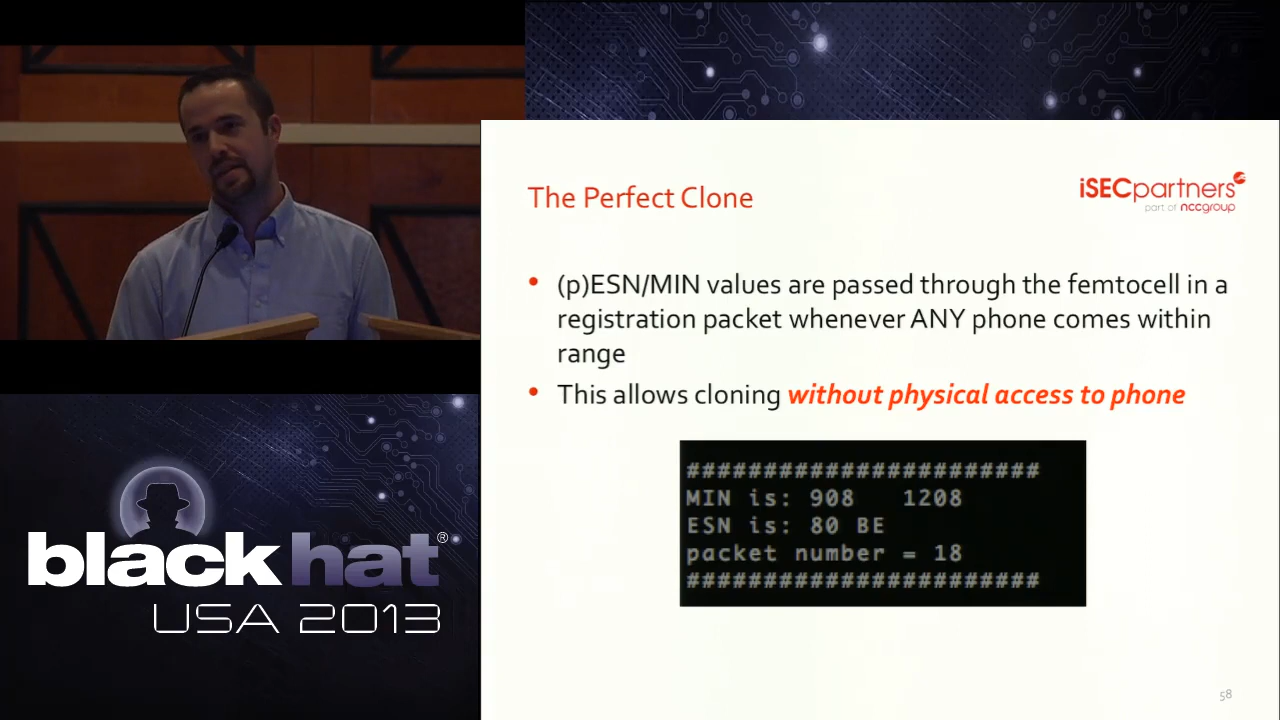 The Perfect Clone
iSECpartners
part of nccgroup
• (p)ESN/MIN values are passed through the femtocell in a
registration packet whenever ANY phone comes within
range
• This allows cloning without physical access to phone
#######################
MIN is: 908 1208
ESN is: 80 BE
packet number = 18
#######################
blackhat®
USA 2013
58